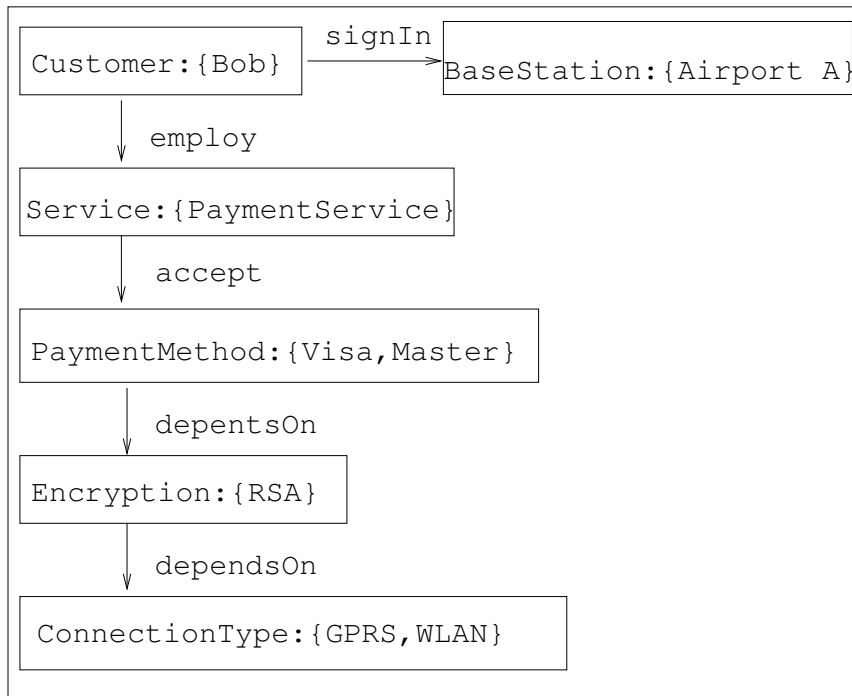 signIn
Customer:{Bob}
BaseStation:{Airport A}
employ
Service:{PaymentService}
accept
PaymentMethod:{Visa,Master}
depentsOn
Encryption:{RSA}
dependsOn
ConnectionType:{GPRS,WLAN}